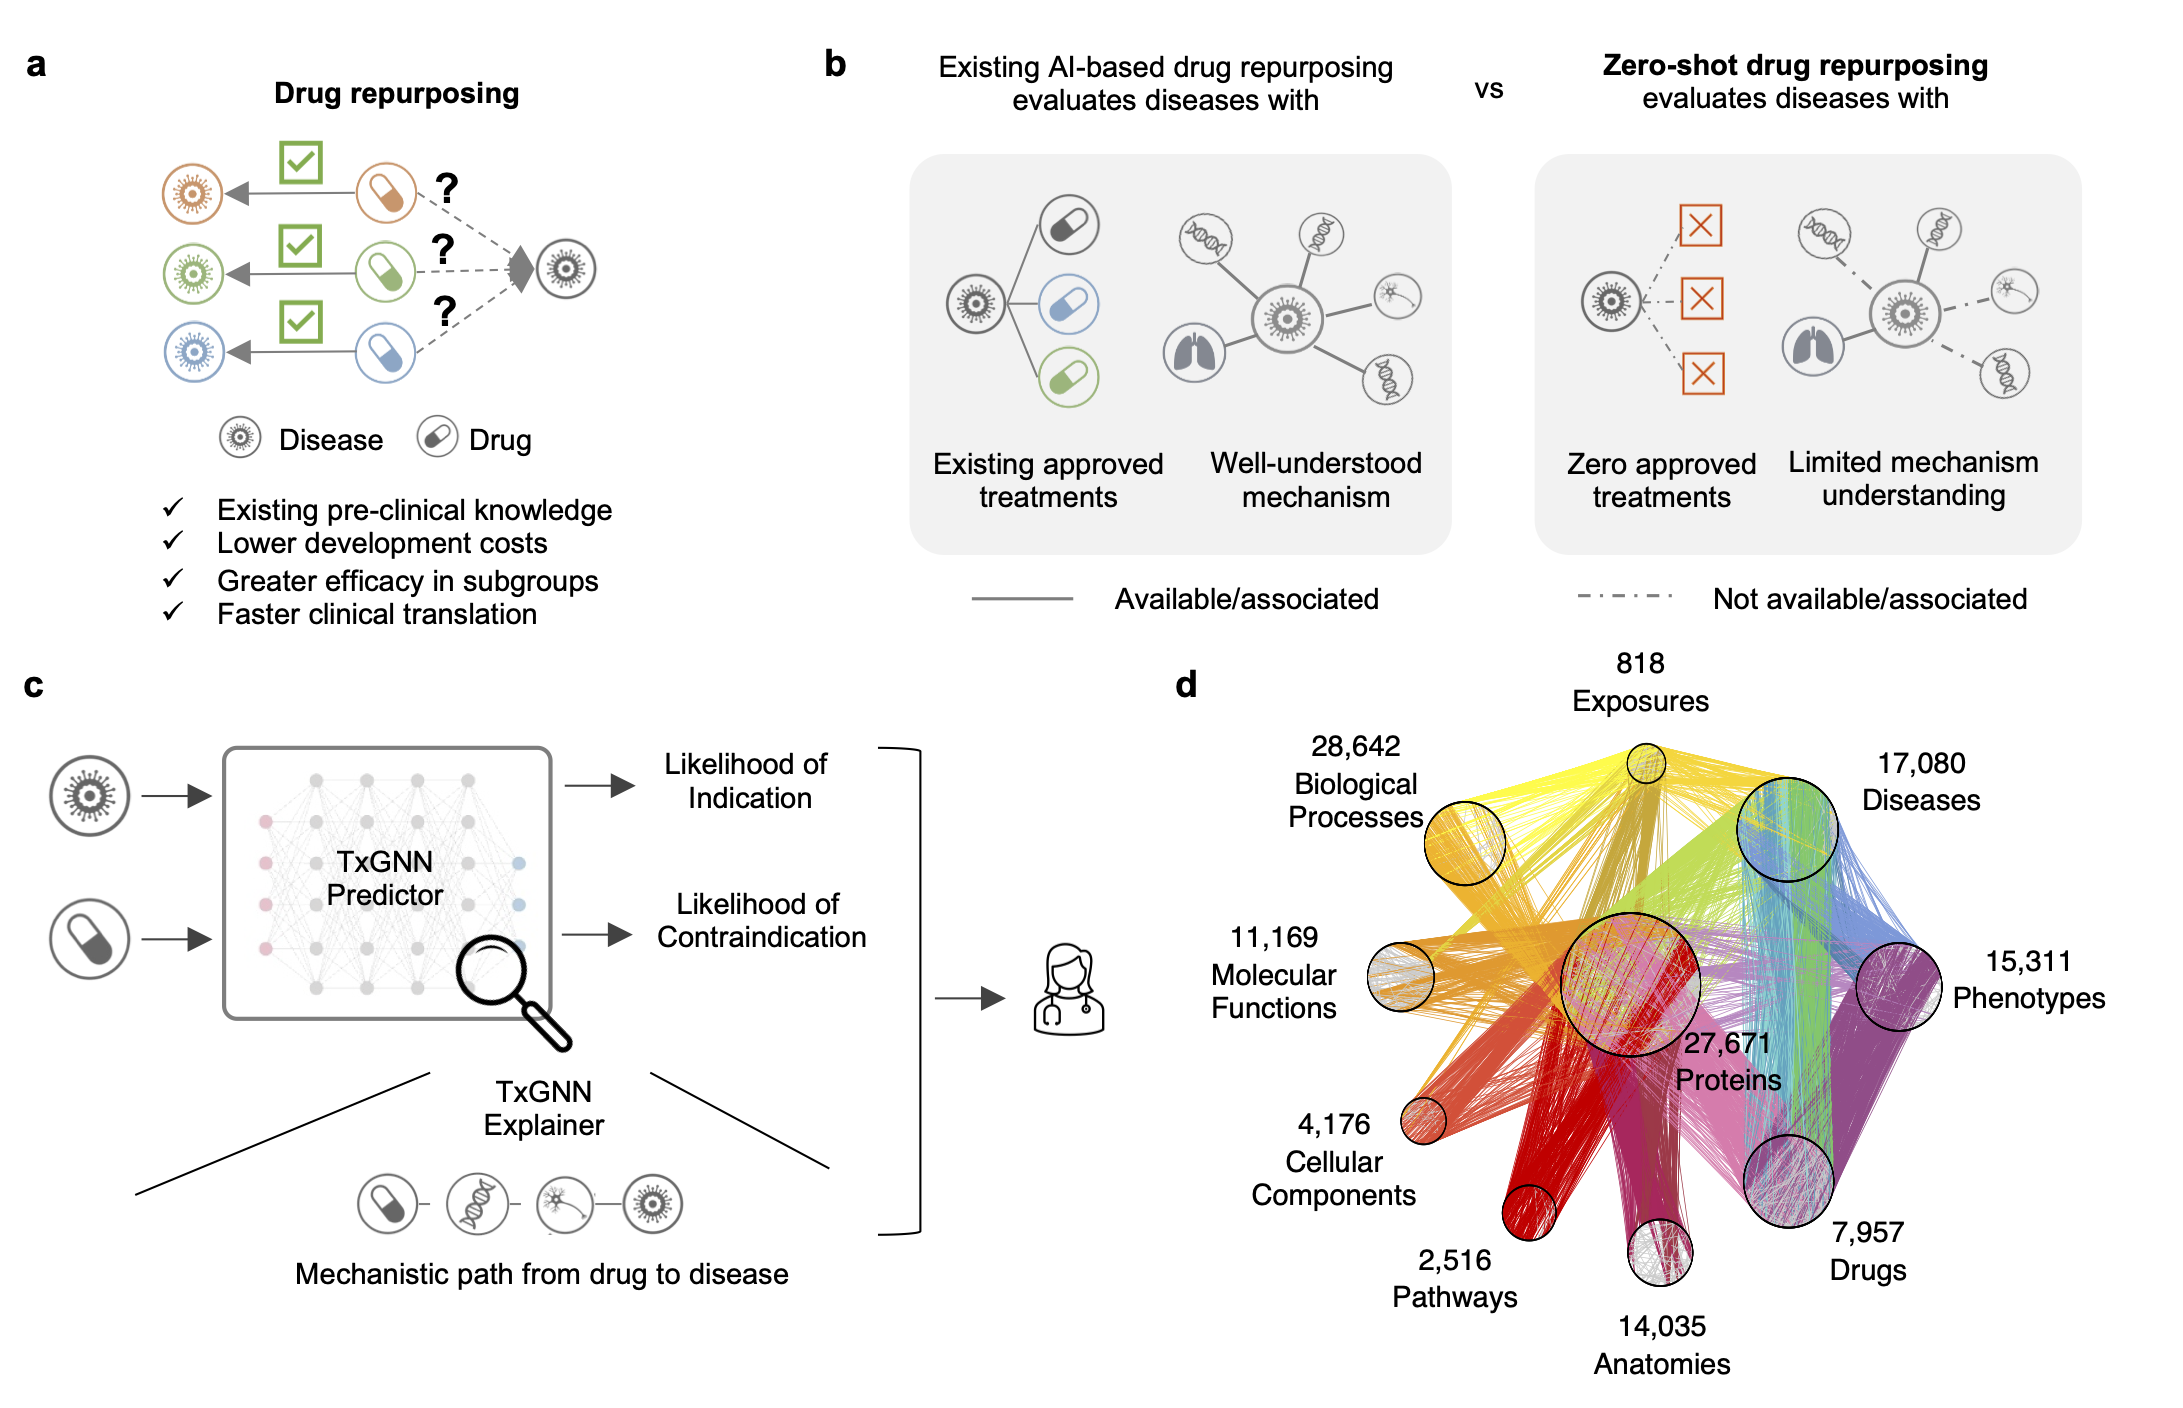 a
Drug repurposing
?
?
?
Disease
Drug
✓ Existing pre-clinical knowledge
✓ Lower development costs
✓ Greater efficacy in subgroups
✓ Faster clinical translation
b
Existing AI-based drug repurposing
evaluates diseases with
vs
Zero-shot drug repurposing
evaluates diseases with
Existing approved
treatments
Well-understood
mechanism
Zero approved
treatments
Limited mechanism
understanding
Available/associated
Not available/associated
c
TxGNN
Predictor
Likelihood of
Indication
Likelihood of
Contraindication
TxGNN
Explainer
Mechanistic path from drug to disease
d
818
Exposures
28,642
Biological
Processes
17,080
Diseases
11,169
Molecular
Functions
15,311
Phenotypes
27,671
Proteins
4,176
Cellular
Components
2,516
Pathways
7,957
Drugs
14,035
Anatomies